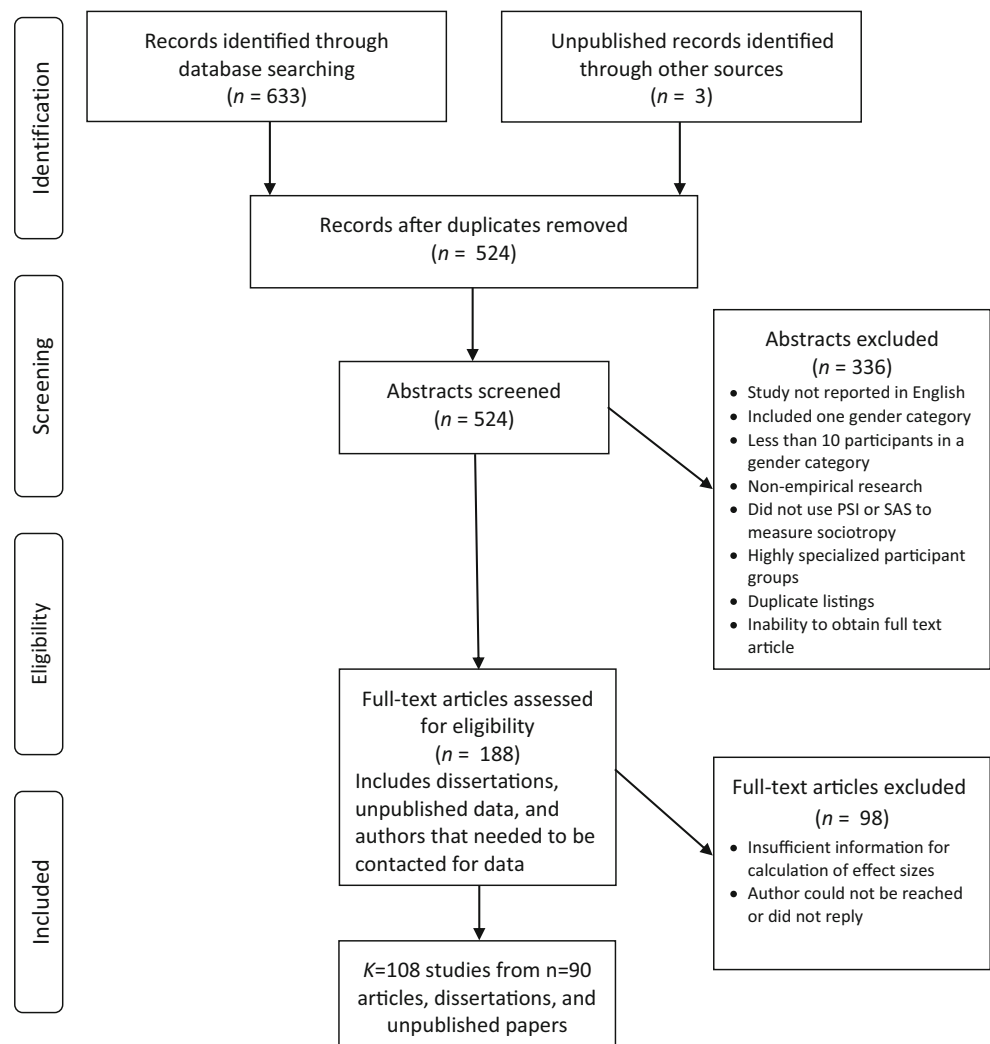 Identification
Records identified through
database searching
(n = 633)
Unpublished records identified
through other sources
(n = 3)
Records after duplicates removed
(n = 524)
Screening
Abstracts screened
(n = 524)
Abstracts excluded
(n = 336)
• Study not reported in English
• Included one gender category
• Less than 10 participants in a
gender category
• Non-empirical research
• Did not use PSI or SAS to
measure sociotropy
• Highly specialized participant
groups
• Duplicate listings
• Inability to obtain full text
article
Eligibility
Full-text articles assessed
for eligibility
(n = 188)
Includes dissertations,
unpublished data, and
authors that needed to be
contacted for data
Full-text articles excluded
(n = 98)
• Insufficient information for
calculation of effect sizes
• Author could not be reached
or did not reply
Included
K=108 studies from n=90
articles, dissertations, and
unpublished papers